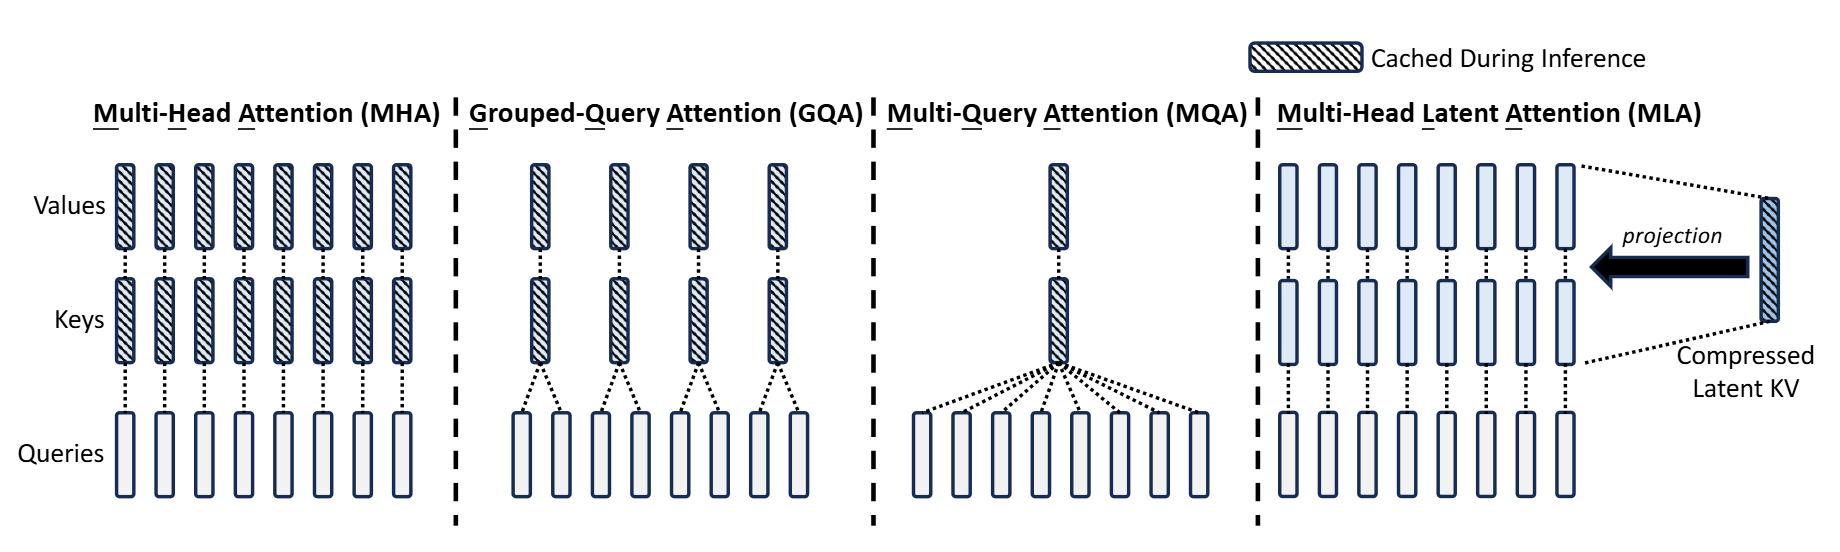 Cached During Inference
Multi-Head Attention (MHA)
Grouped-Query Attention (GQA)
Multi-Query Attention (MQA)
Multi-Head Latent Attention (MLA)
Values
Keys
Queries
projection
Compressed
Latent KV